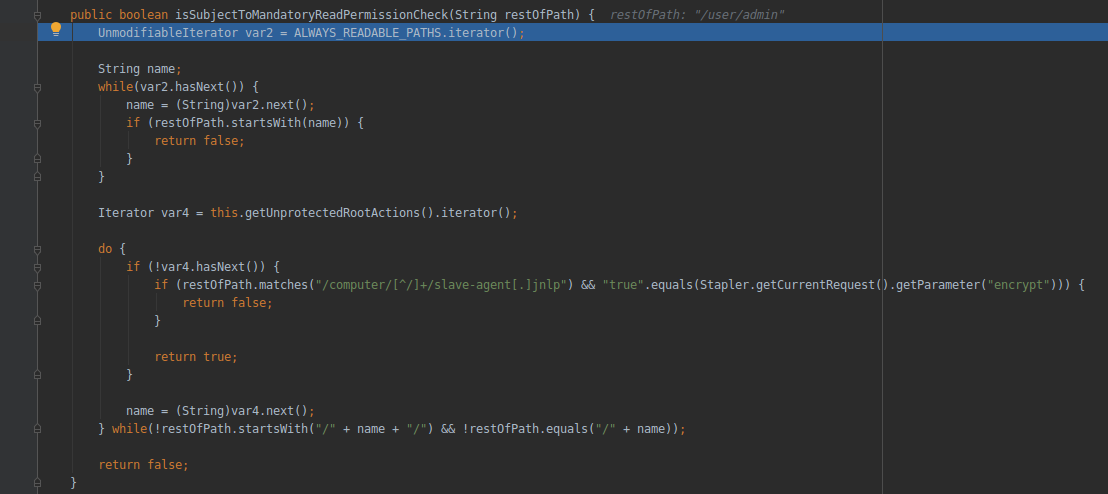 public boolean isSubjectToMandatoryReadPermissionCheck(String restOfPath) {  restOfPath: "/user/admin"
    UnmodifiableIterator var2 = ALWAYS_READABLE_PATHS.iterator();
    String name;
    while(var2.hasNext()) {
        name = (String)var2.next();
        if (restOfPath.startsWith(name)) {
            return false;
        }
    }
    Iterator var4 = this.getUnprotectedRootActions().iterator();
    do {
        if (!var4.hasNext()) {
            if (restOfPath.matches("/computer/[^/]+/slave-agent[.]jnlp") && "true".equals(Stapler.getCurrentRequest().getParameter("encrypt"))) {
                return false;
            }
            return true;
        }
        name = (String)var4.next();
    } while(!restOfPath.startsWith("/" + name + "/") && !restOfPath.equals("/" + name));
    return false;
}